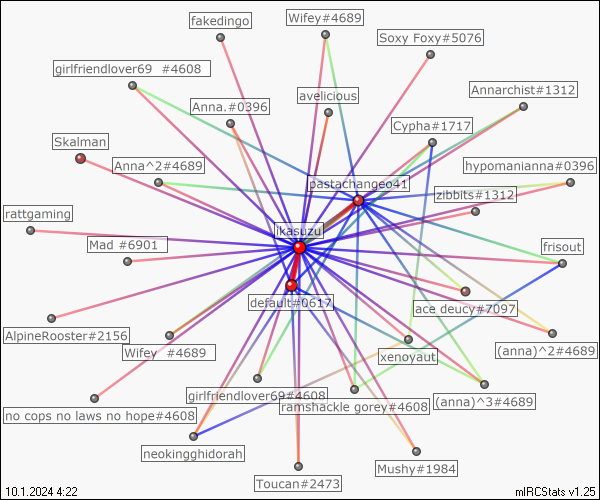 fakedingo
Wifey#4689
Soxy Foxy#5076
girlfriendlover69  #4608
Annarchist#1312
avelicious
Anna.#0396
Cypha#1717
Skalman
Anna^2#4689
hypomanianna#0396
pastachangeo41
zibbits#1312
rattgaming
ikasuzu
Mad #6901
frisout
default#0617
ace deucy#7097
AlpineRooster#2156
Wifey  #4689
xenoyaut
(anna)^2#4689
girlfriendlover69#4608
ramshackle gorey#4608
(anna)^3#4689
no cops no laws no hope#4608
neokingghidorah
Mushy#1984
Toucan#2473
10.1.2024 4:22
mIRCStats v1.25